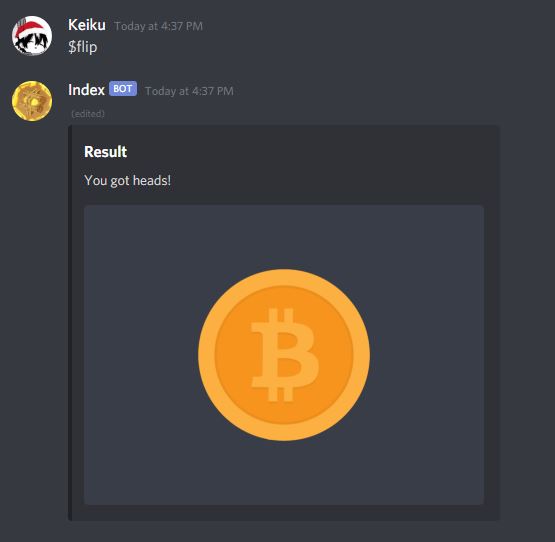 Keiku Today at 4:37 PM
$flip
Index BOT Today at 4:37 PM
(edited)
Result
You got heads!